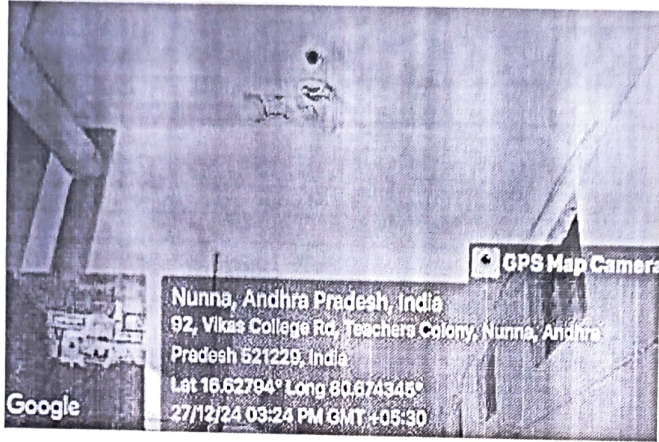 GPS Map Camera
Nunna, Andhra Pradesh, India
92, Vikas College Rd, Teachers Colony, Nunna, Andhra
Pradesh 521229, India
Lat 16.62794° Long 80.674345°
27/12/24 03:24 PM GMT +05:30
Google